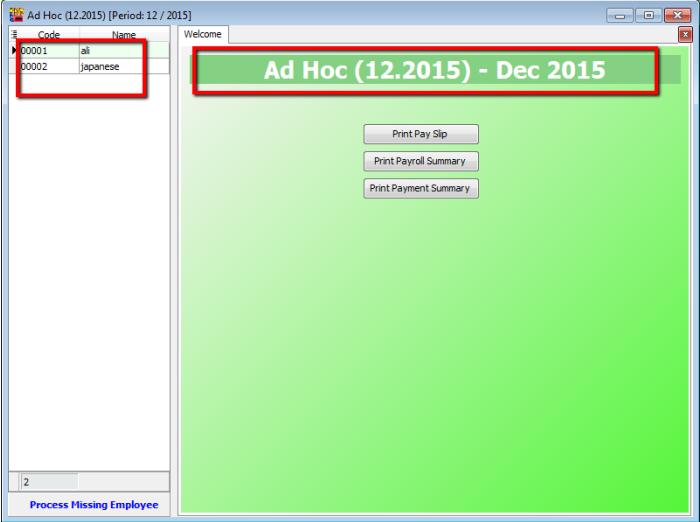 Ad Hoc (12.2015) [Period: 12 / 2015]
Code Name
00001 ali
00002 japanese
2
Process Missing Employee
Welcome
Ad Hoc (12.2015) - Dec 2015
Print Pay Slip
Print Payroll Summary
Print Payment Summary